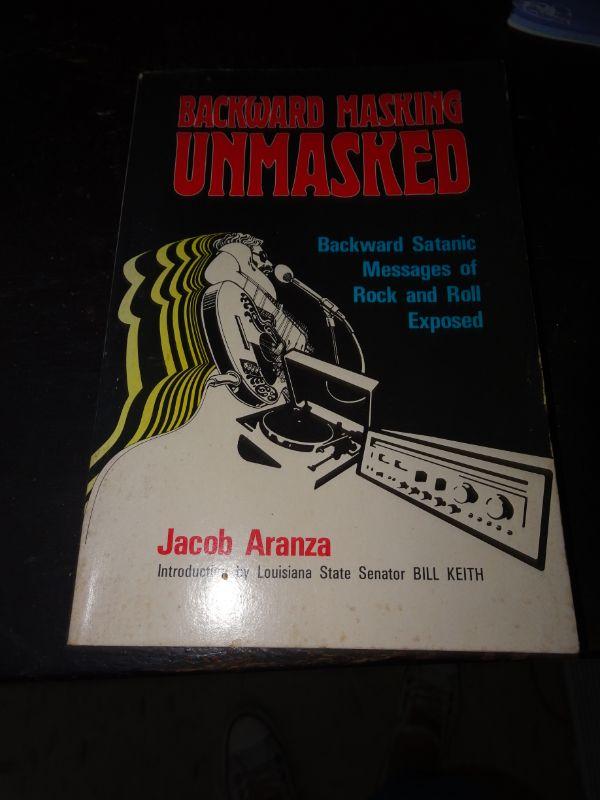 BACKWARD MASKING
UNMASKED
Backward Satanic
Messages of
Rock and Roll
Exposed
Jacob Aranza
Introduction by Louisiana State Senator BILL KEITH